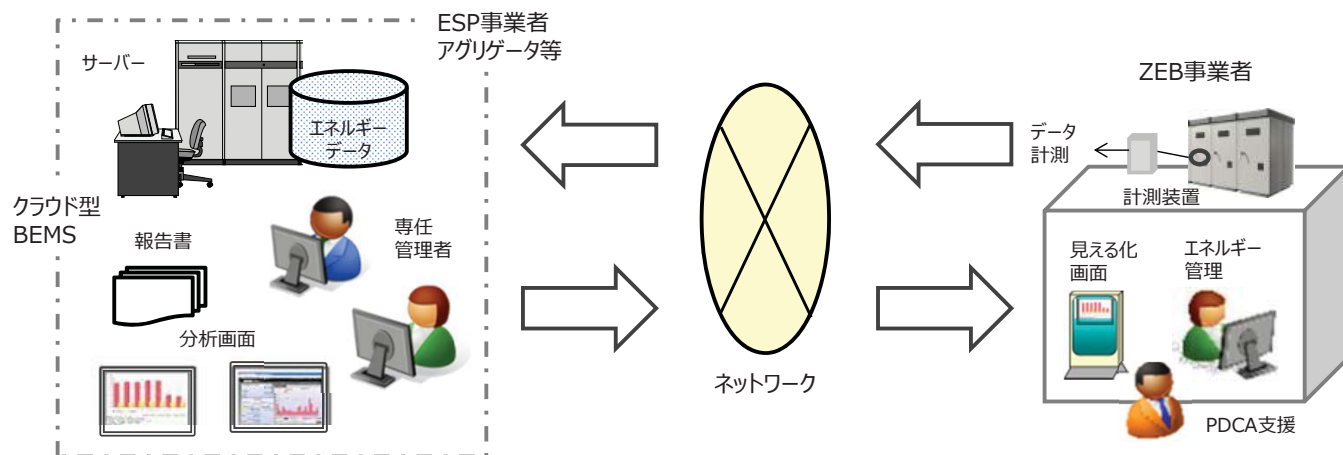 ESP事業者
アグリゲータ等
サーバー
エネルギー
データ
クラウド型
BEMS
報告書
専任
管理者
分析画面
ネットワーク
ZEB事業者
データ
計測
計測装置
見える化
画面
エネルギー
管理
PDCA支援